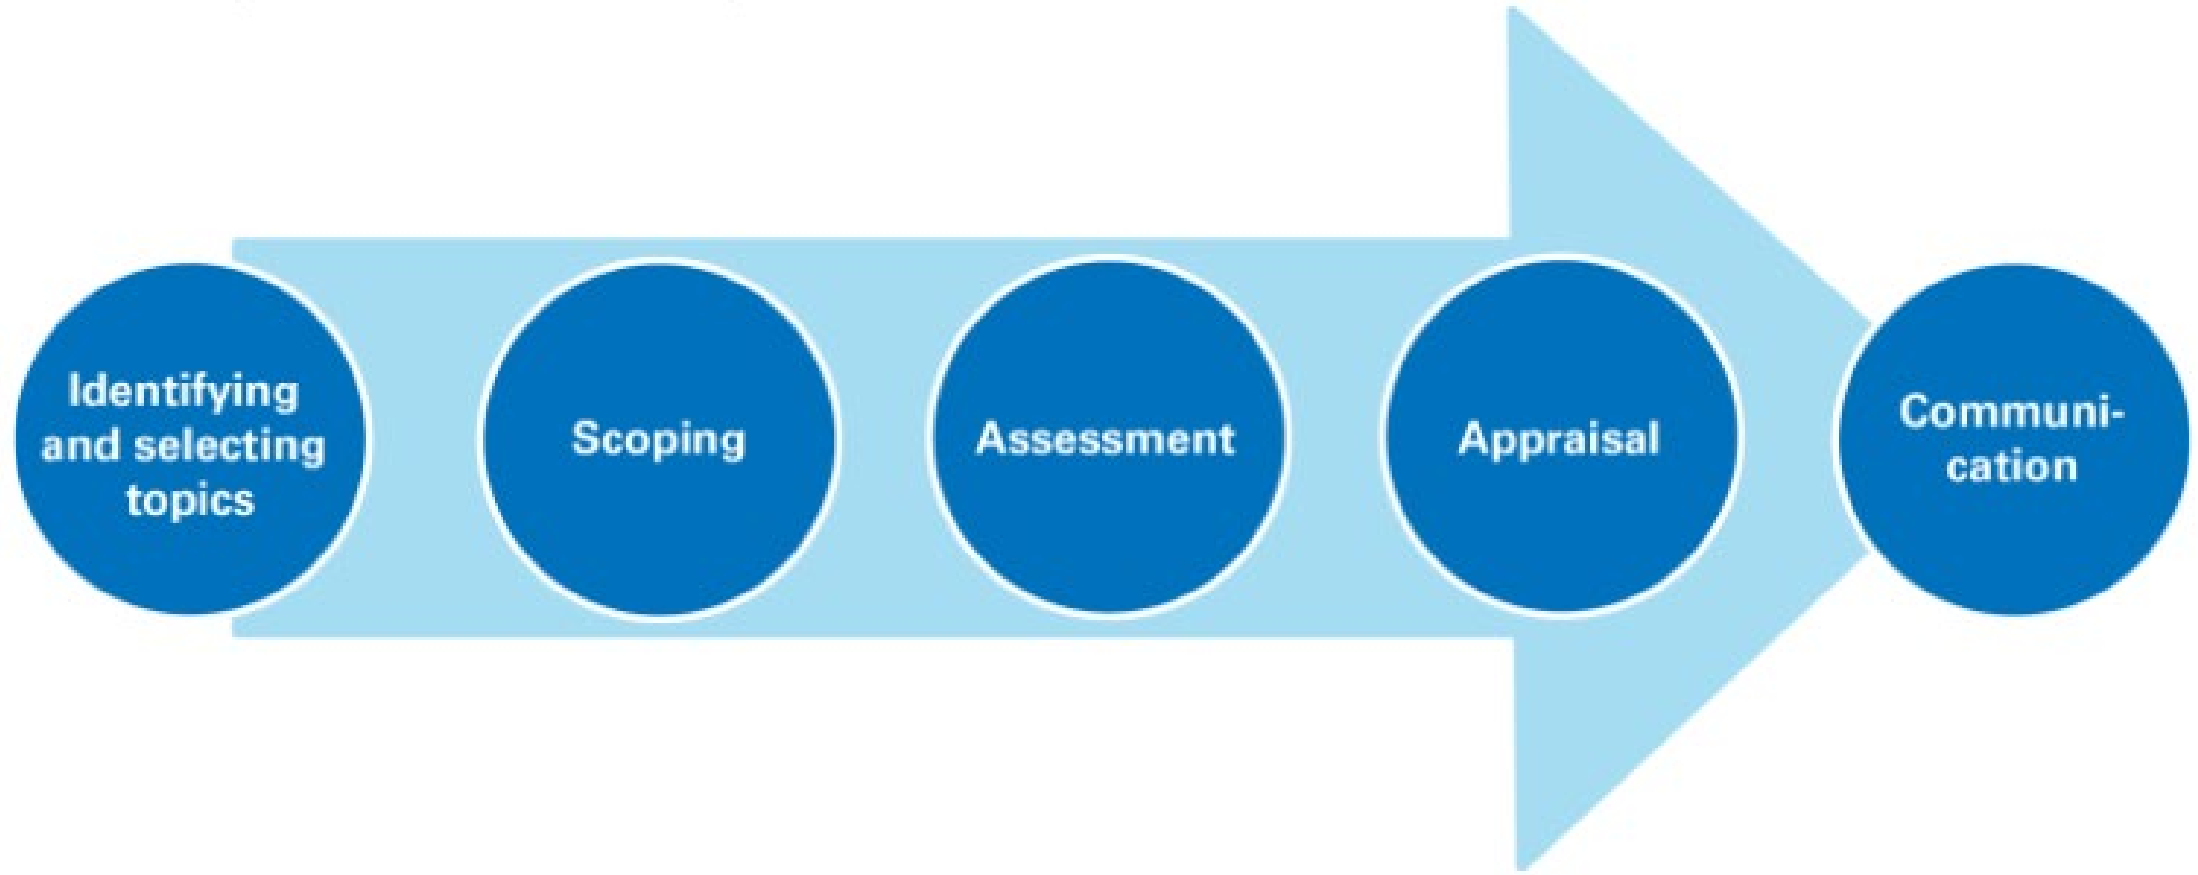 Identifying
and selecting
topics
Scoping
Assessment
Appraisal
Communi-
cation